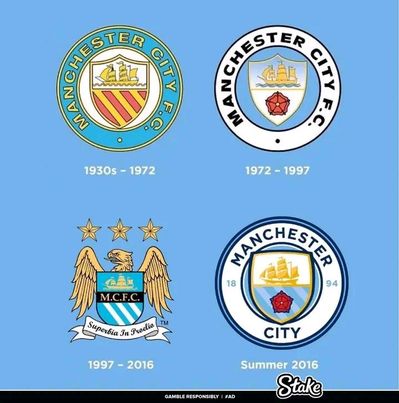 MANCHESTER CITY F.C.
1930s – 1972
MANCHESTER CITY F.C.
1972 – 1997
M.C.F.C.
Superbia In Proelio
TM
1997 – 2016
MANCHESTER
18 94
CITY
Summer 2016
Stake
GAMBLE RESPONSIBLY | #AD